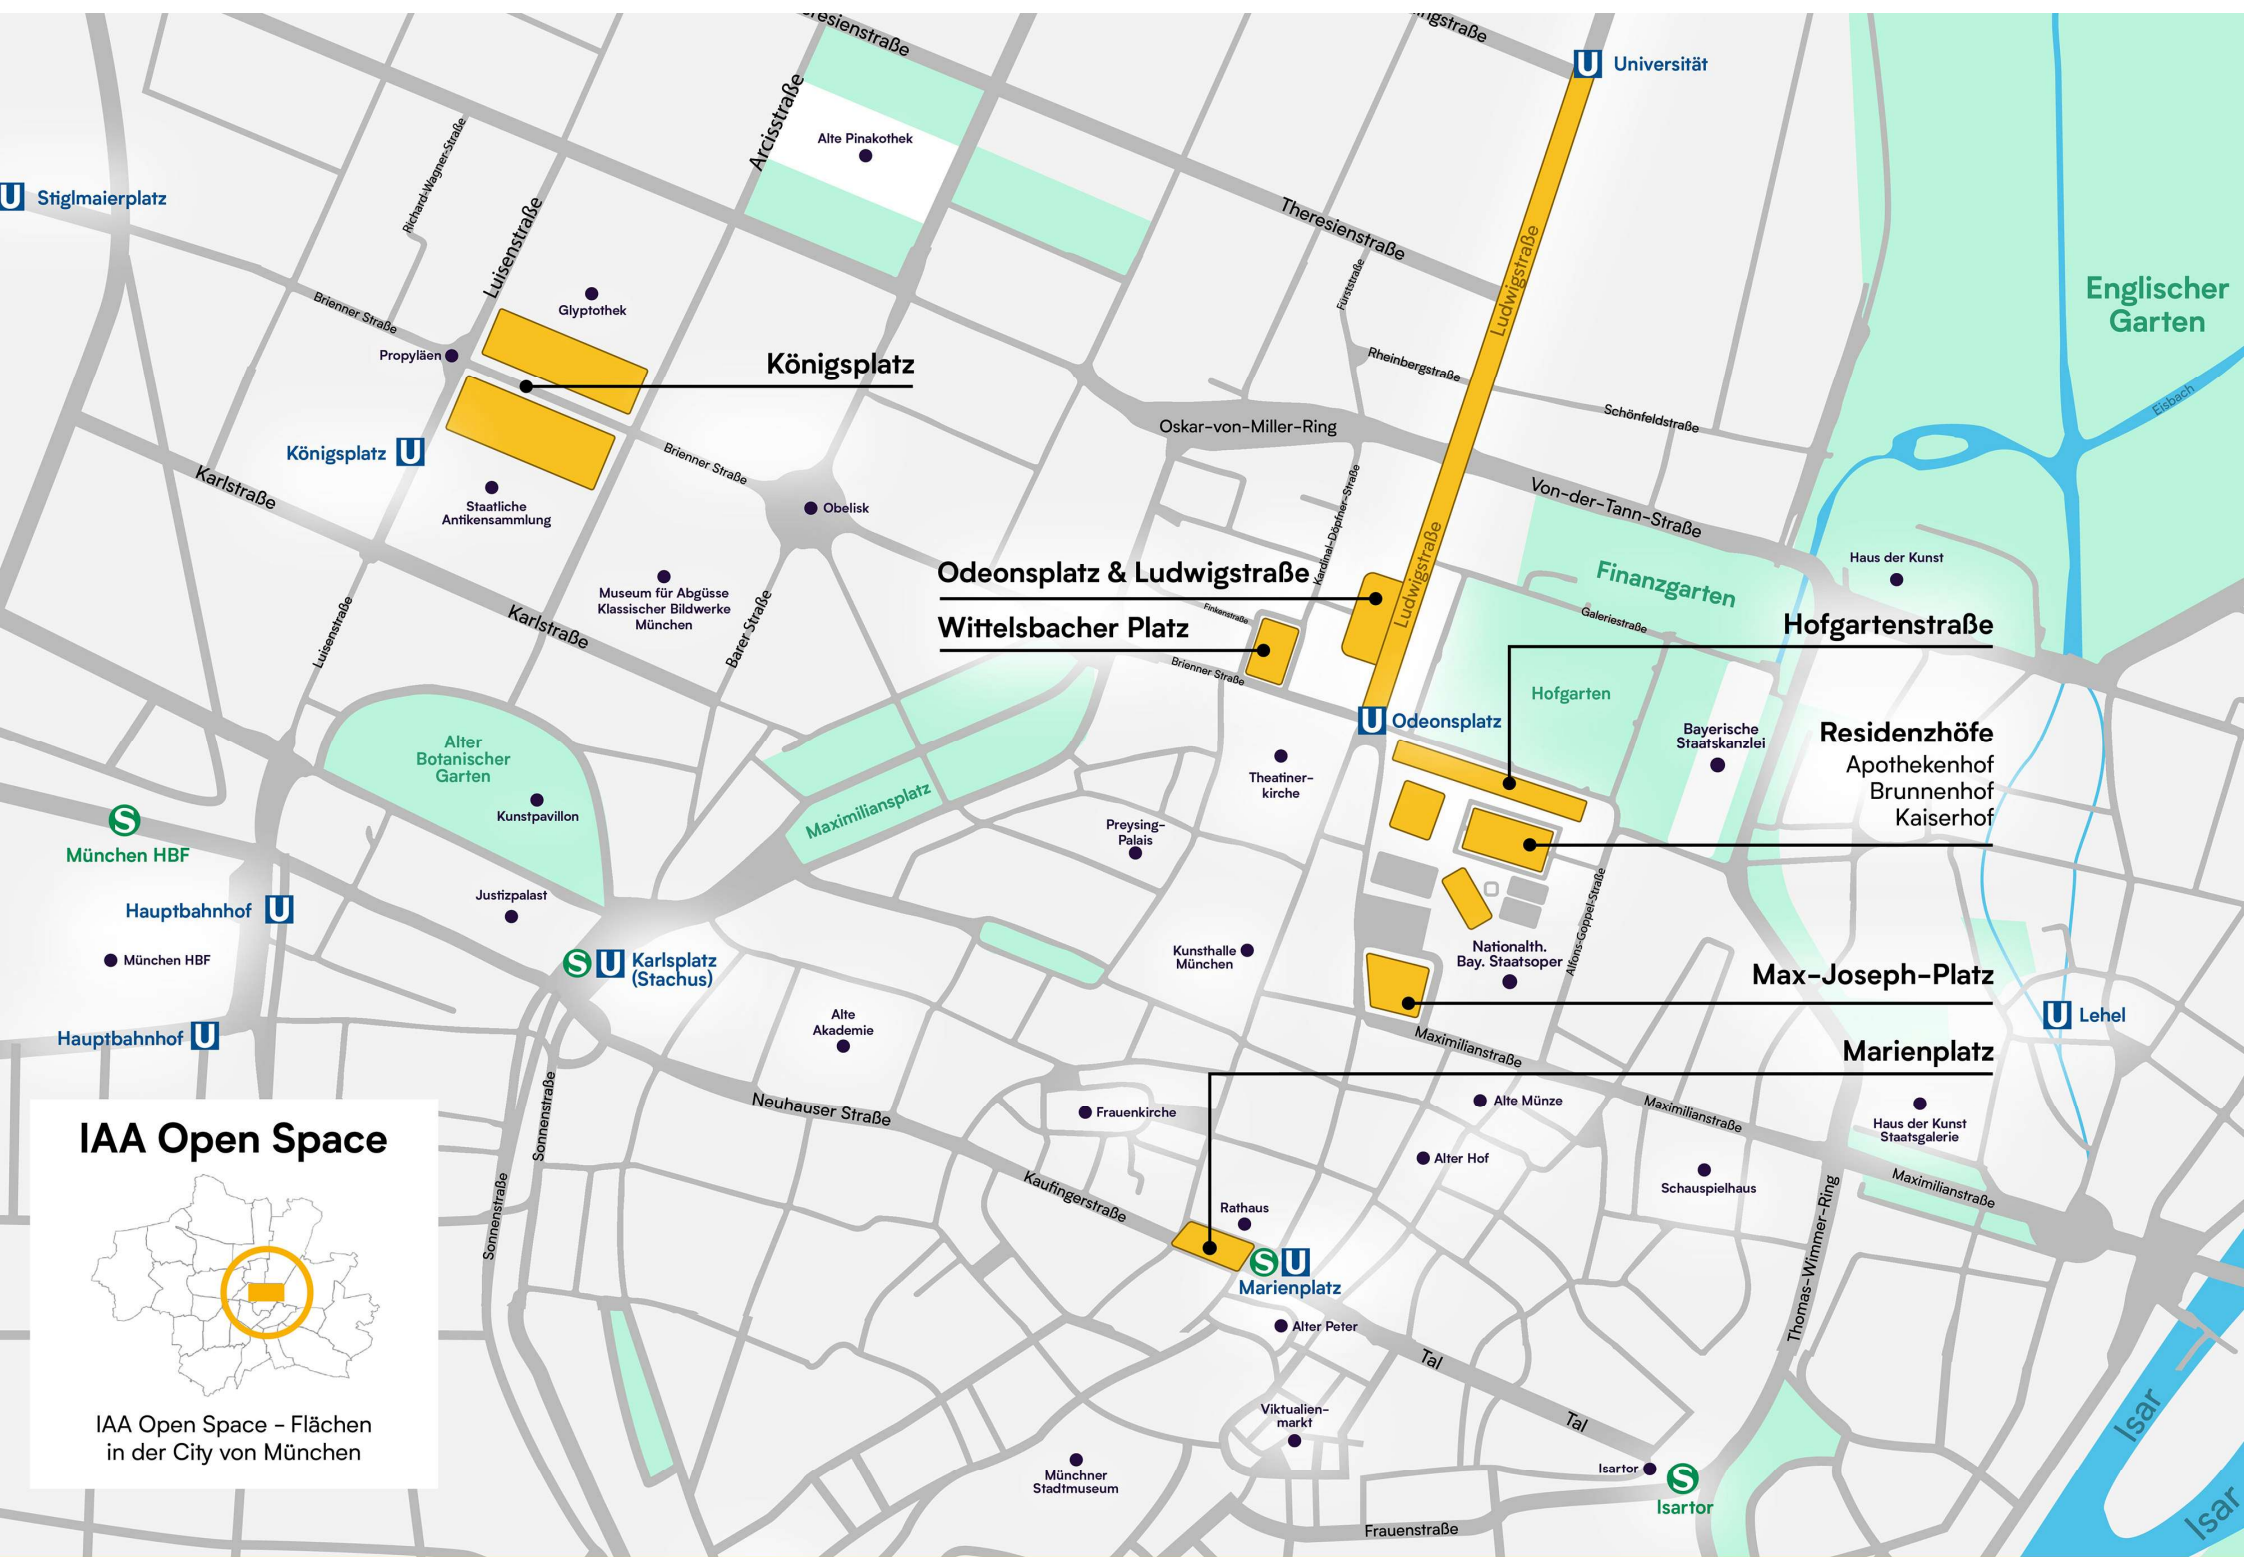 Theresienstraße
Universität
Alte Pinakothek
Arcisstraße
Richard-Wagner-Straße
Stiglmaierplatz
Luisenstraße
Theresienstraße
Ludwigstraße
Fürststraße
Englischer
Garten
Brienner Straße
Glyptothek
Propyläen
Königsplatz
Rheinbergstraße
Eisbach
Schönfeldstraße
Oskar-von-Miller-Ring
Königsplatz
Brienner Straße
Karlstraße
Staatliche
Antikensammlung
Obelisk
Kardinal-Döpfner-Straße
Von-der-Tann-Straße
Ludwigstraße
Haus der Kunst
Odeonsplatz & Ludwigstraße
Finanzgarten
Museum für Abgüsse
Klassischer Bildwerke
München
Barer Straße
Luisenstraße
Karlstraße
Finkenstraße
Wittelsbacher Platz
Galeriestraße
Hofgartenstraße
Brienner Straße
Hofgarten
Odeonsplatz
Bayerische
Staatskanzlei
Residenzhöfe
Apothekenhof
Brunnenhof
Kaiserhof
Alter
Botanischer
Garten
Kunstpavillon
Maximiliansplatz
Theatiner-
kirche
Preysing-
Palais
München HBF
Justizpalast
Hauptbahnhof
München HBF
Karlsplatz
(Stachus)
Kunsthalle
München
Nationalth.
Bay. Staatsoper
Alfons-Goppel-Straße
Max-Joseph-Platz
Lehel
Hauptbahnhof
Alte
Akademie
Maximilianstraße
Marienplatz
Sonnenstraße
Neuhauser Straße
Frauenkirche
Alte Münze
Maximilianstraße
Haus der Kunst
Staatsgalerie
IAA Open Space
Alter Hof
Schauspielhaus
Maximilianstraße
Kaufingerstraße
Sonnenstraße
Rathaus
Thomas-Wimmer-Ring
Marienplatz
Alter Peter
Tal
Viktualien-
markt
Tal
Isar
IAA Open Space – Flächen
in der City von München
Münchner
Stadtmuseum
Isartor
Isartor
Frauenstraße
Isar